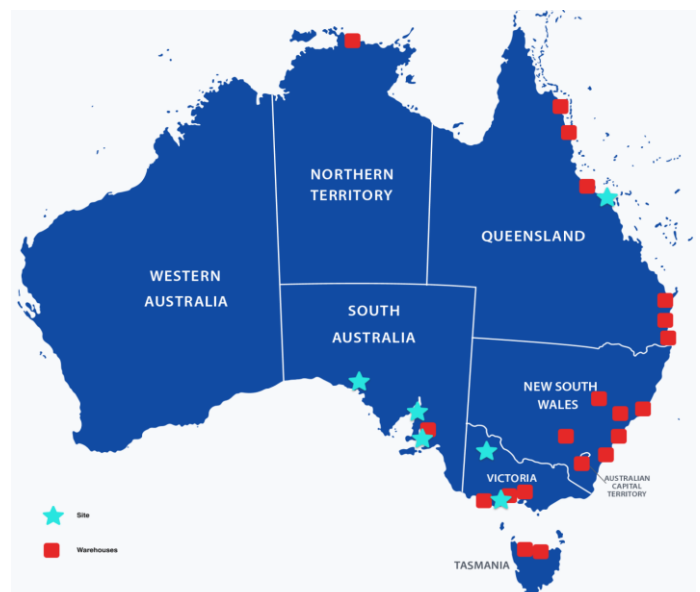 NORTHERN
TERRITORY
QUEENSLAND
WESTERN
AUSTRALIA
SOUTH
AUSTRALIA
NEW SOUTH
WALES
VICTORIA
AUSTRALIAN
CAPITAL
TERRITORY
Site
Warehouses
TASMANIA